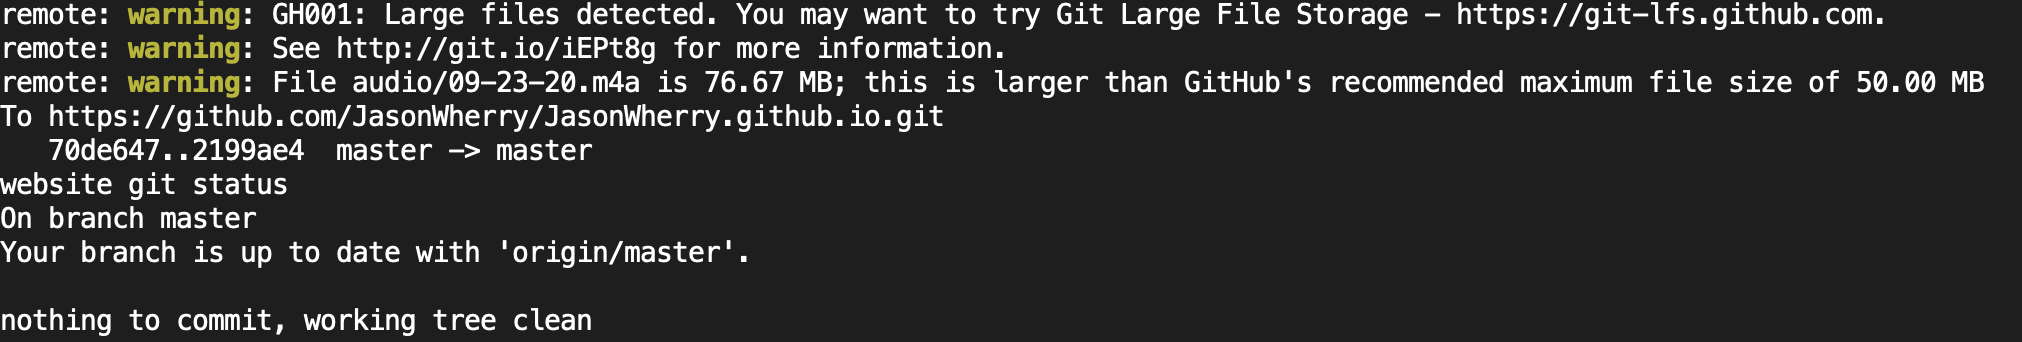 remote: warning: GH001: Large files detected. You may want to try Git Large File Storage - https://git-lfs.github.com.
remote: warning: See http://git.io/iEPt8g for more information.
remote: warning: File audio/09-23-20.m4a is 76.67 MB; this is larger than GitHub's recommended maximum file size of 50.00 MB
To https://github.com/JasonWherry/JasonWherry.github.io.git
   70de647..2199ae4  master -> master
website git status
On branch master
Your branch is up to date with 'origin/master'.

nothing to commit, working tree clean